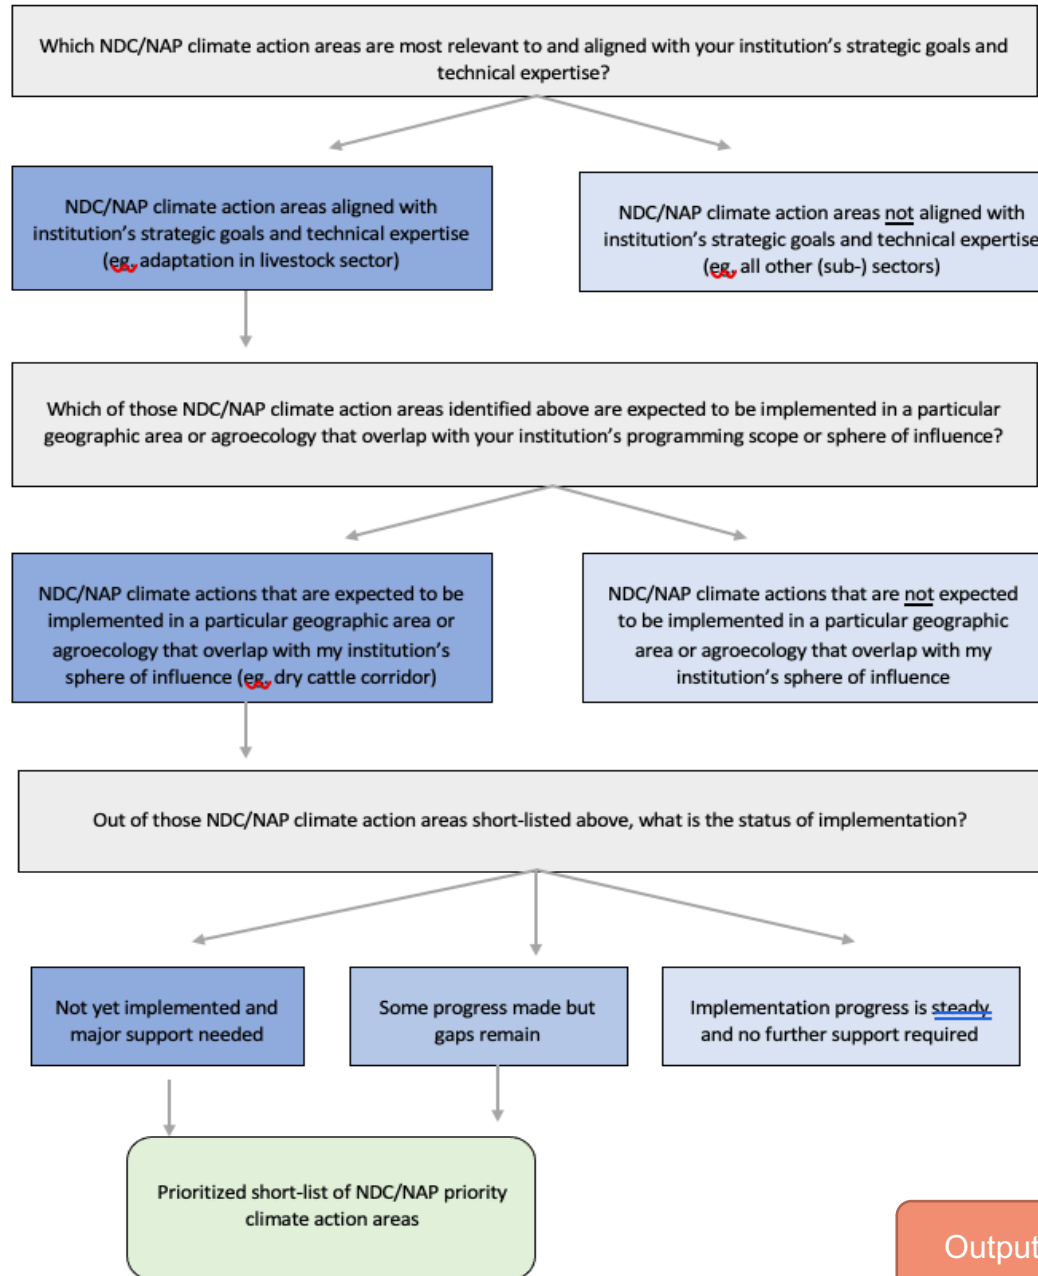 Which NDC/NAP climate action areas are most relevant to and aligned with your institution's strategic goals and
technical expertise?
NDC/NAP climate action areas aligned with
institution's strategic goals and technical expertise
(eg, adaptation in livestock sector)
NDC/NAP climate action areas not aligned with
institution's strategic goals and technical expertise
(eg, all other (sub-) sectors)
Which of those NDC/NAP climate action areas identified above are expected to be implemented in a particular
geographic area or agroecology that overlap with your institution's programming scope or sphere of influence?
NDC/NAP climate actions that are expected to be
implemented in a particular geographic area or
agroecology that overlap with my institution's
sphere of influence (eg, dry cattle corridor)
NDC/NAP climate actions that are not expected
to be implemented in a particular geographic
area or agroecology that overlap with my
institution's sphere of influence
Out of those NDC/NAP climate action areas short-listed above, what is the status of implementation?
Not yet implemented and
major support needed
Some progress made but
gaps remain
Implementation progress is steady
and no further support required
Prioritized short-list of NDC/NAP priority
climate action areas
Output